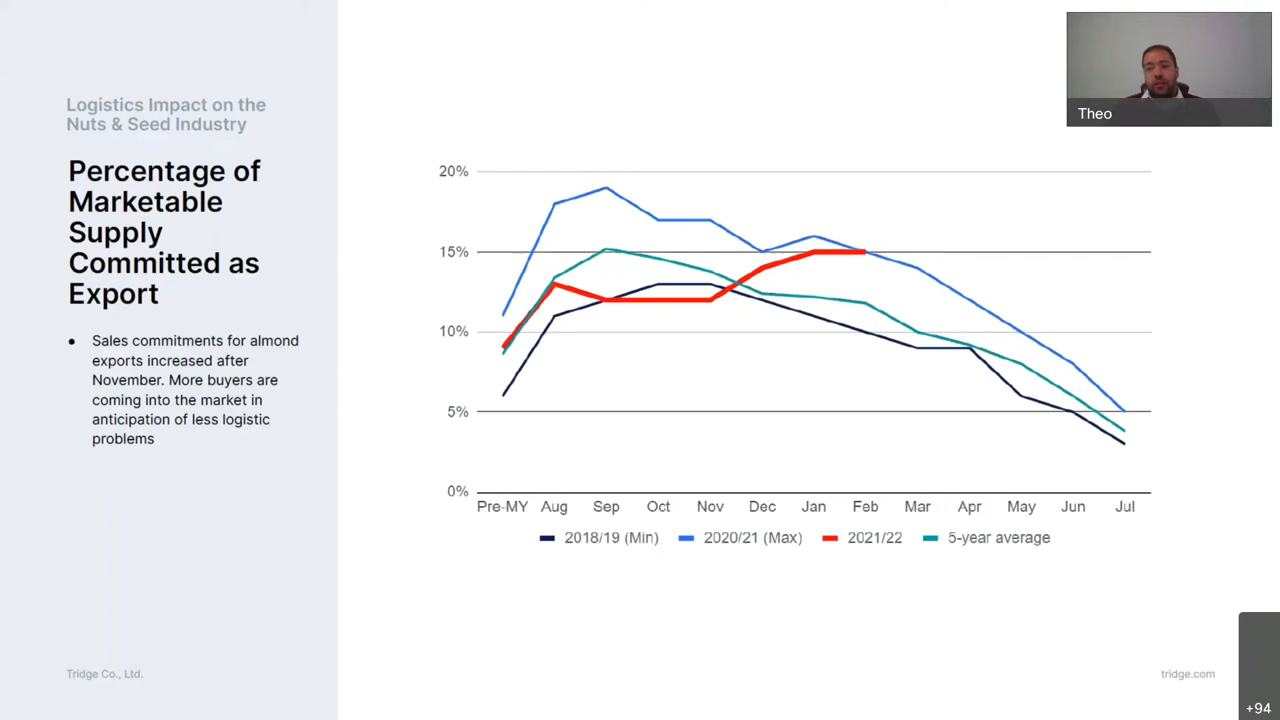 Logistics Impact on the
Nuts & Seed Industry
Percentage of
Marketable
Supply
Committed as
Export
● Sales commitments for almond
exports increased after
November. More buyers are
coming into the market in
anticipation of less logistic
problems
Tridge Co., Ltd.
20%
15%
10%
5%
0%
Pre-MY Aug Sep Oct Nov Dec Jan Feb Mar Apr May Jun Jul
2018/19 (Min) 2020/21 (Max) 2021/22 5-year average
Theo
tridge.com
+94